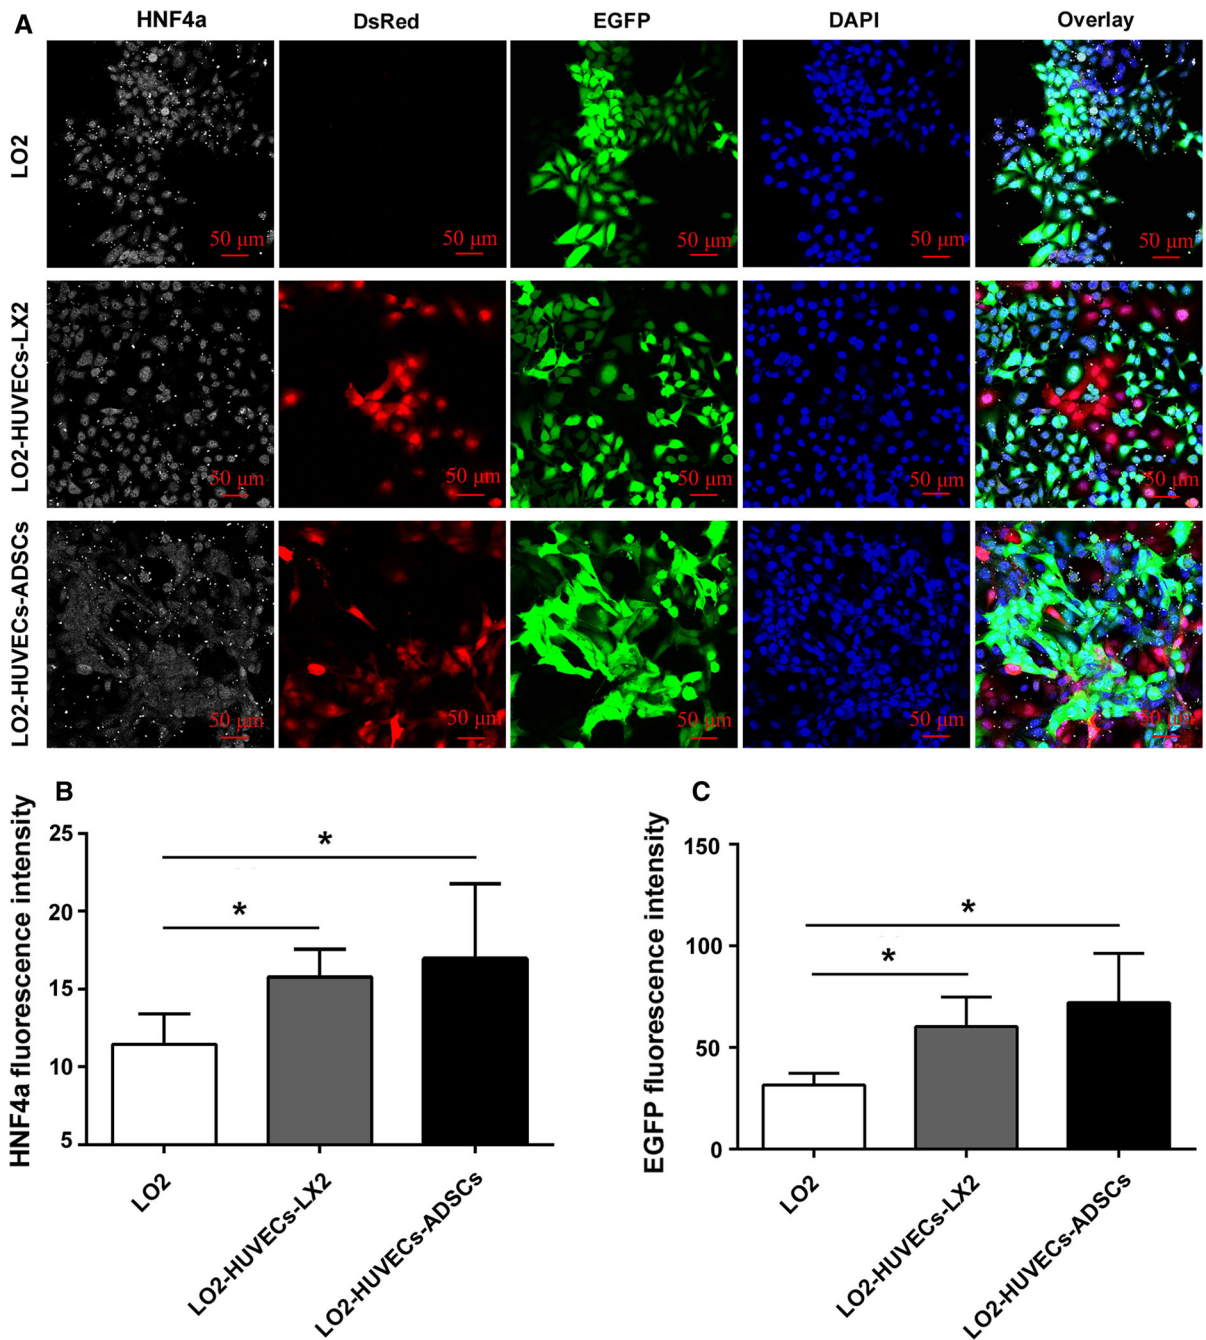 A
HNF4a DsRed EGFP DAPI Overlay
LO2
50 μm 50 μm 50 μm 50 μm 50 μm
LO2-HUVECs-LX2
50 μm 50 μm 50 μm 50 μm 50 μm
LO2-HUVECs-ADSCs
50 μm 50 μm 50 μm 50 μm 50 μm
B
HNF4a fluorescence intensity
25
20
15
10
5
*
*
LO2
LO2-HUVECs-LX2
LO2-HUVECs-ADSCs
C
EGFP fluorescence intensity
150
100
50
0
*
*
LO2
LO2-HUVECs-LX2
LO2-HUVECs-ADSCs